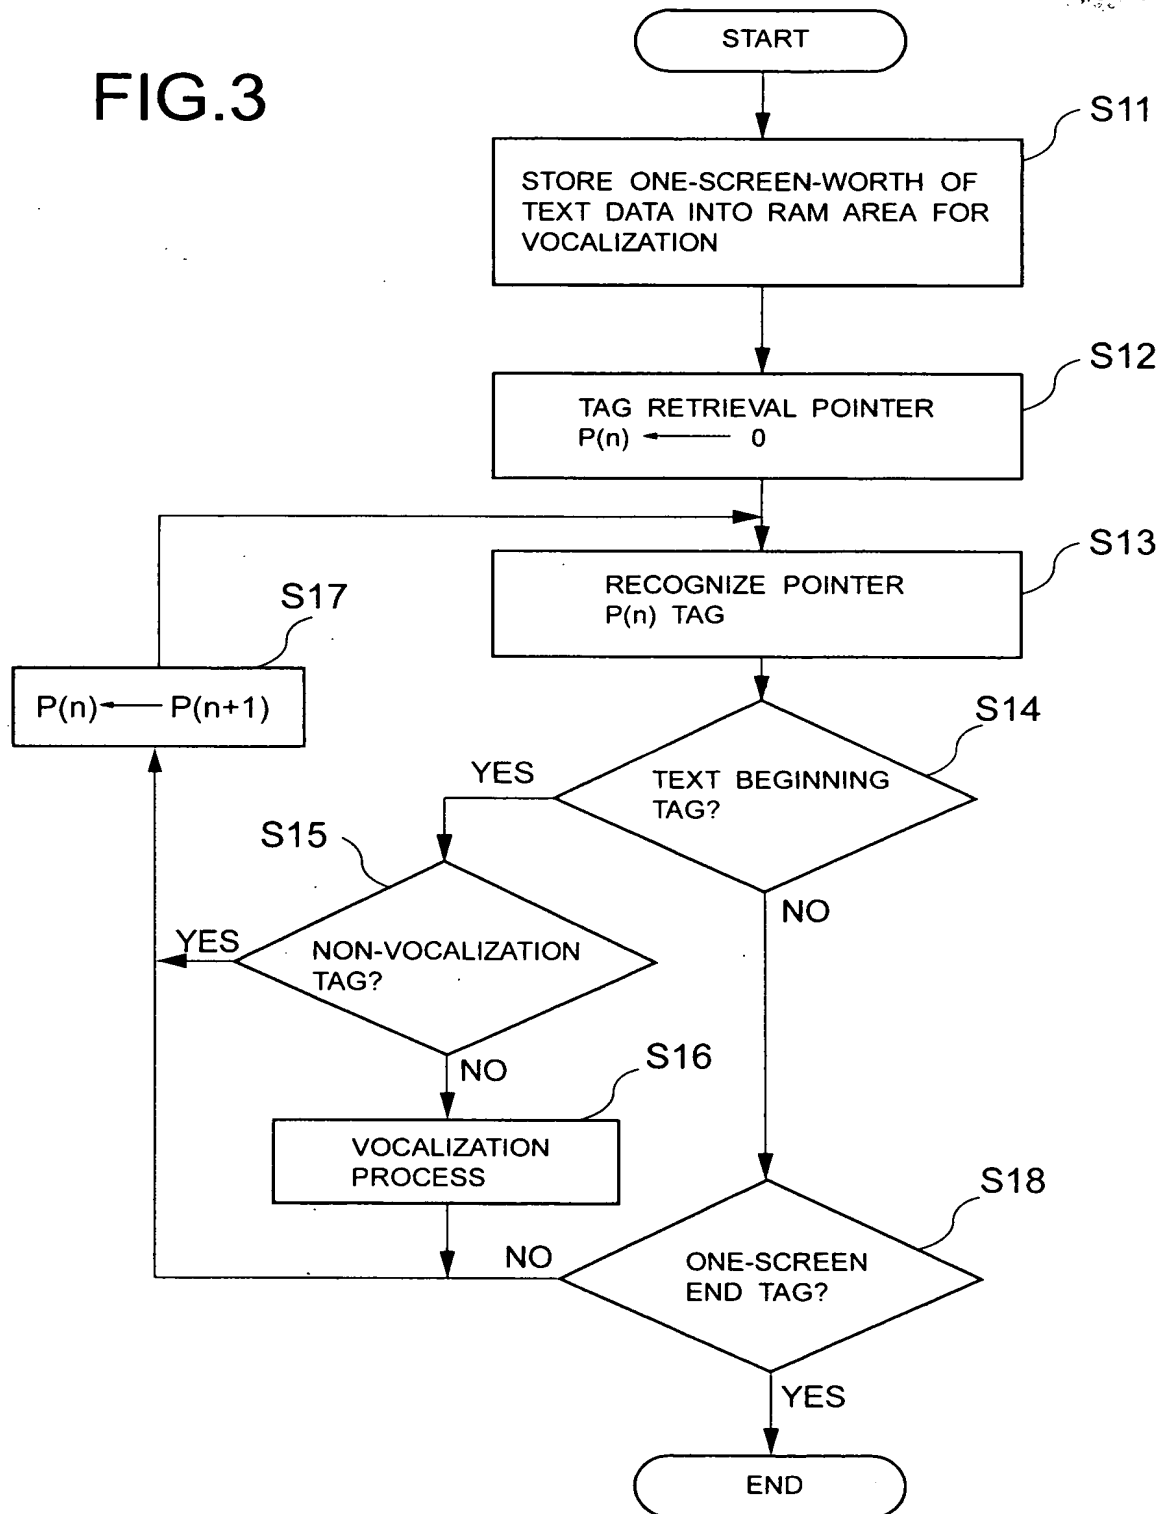 START
FIG.3
S11
STORE ONE-SCREEN-WORTH OF
TEXT DATA INTO RAM AREA FOR
VOCALIZATION
S12
TAG RETRIEVAL POINTER
P(n) ← 0
S13
RECOGNIZE POINTER
P(n) TAG
S17
P(n) ← P(n+1)
S14
YES
TEXT BEGINNING
TAG?
S15
NO
YES
NON-VOCALIZATION
TAG?
NO
S16
VOCALIZATION
PROCESS
S18
NO
ONE-SCREEN
END TAG?
YES
END